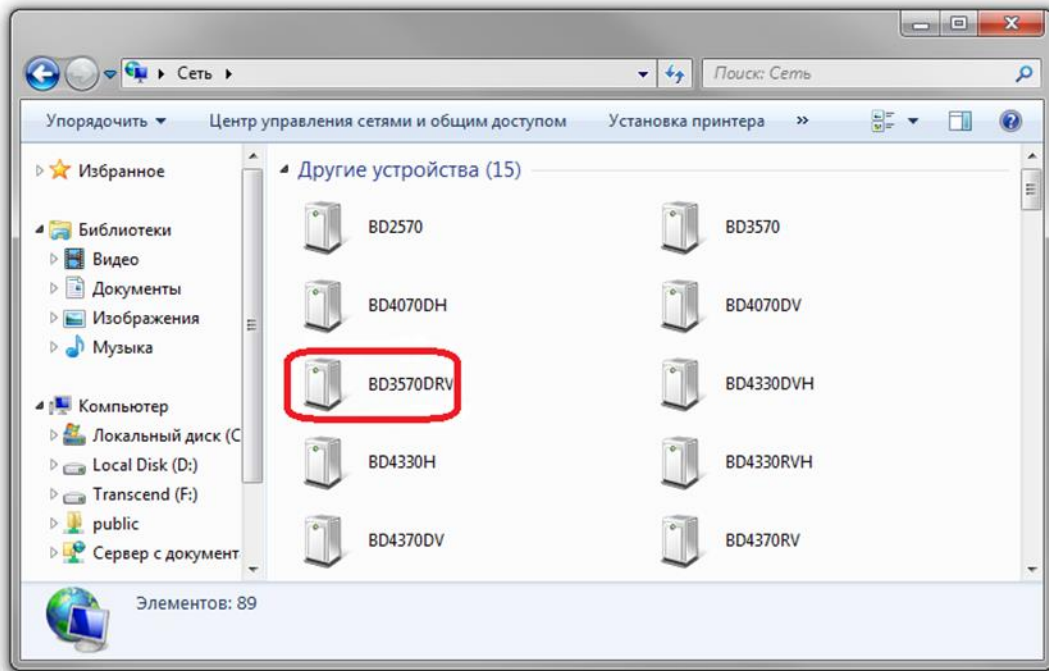 Сеть
Поиск: Сеть
Упорядочить
Центр управления сетями и общим доступом
Установка принтера
»
Избранное
Библиотеки
Видео
Документы
Изображения
Музыка
Компьютер
Локальный диск (C
Local Disk (D:)
Transcend (F:)
public
Сервер с документ
Другие устройства (15)
BD2570
BD3570
BD4070DH
BD4070DV
BD3570DRV
BD4330DVH
BD4330H
BD4330RVH
BD4370DV
BD4370RV
Элементов: 89